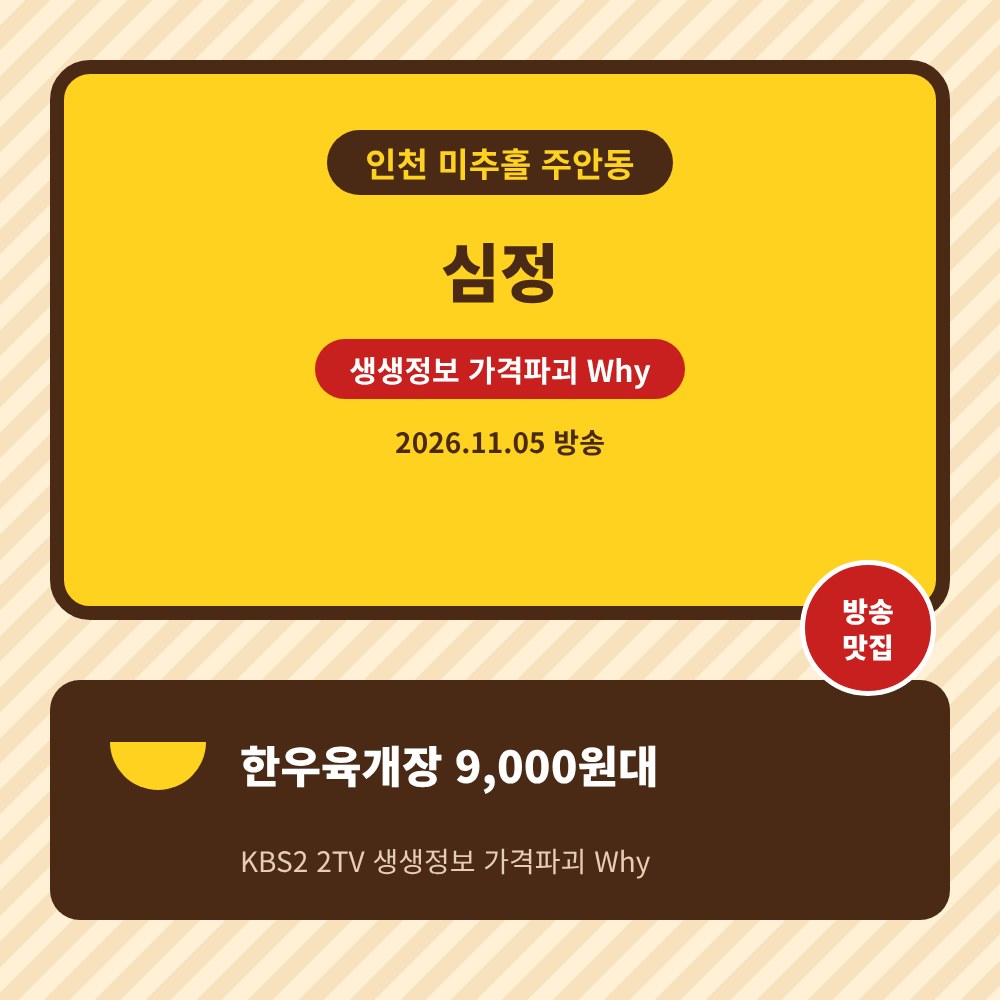 인천 미추홀 주안동
심정
생생정보 가격파괴 Why
2026.11.05 방송
방송
맛집
한우육개장 9,000원대
KBS2 2TV 생생정보 가격파괴 Why